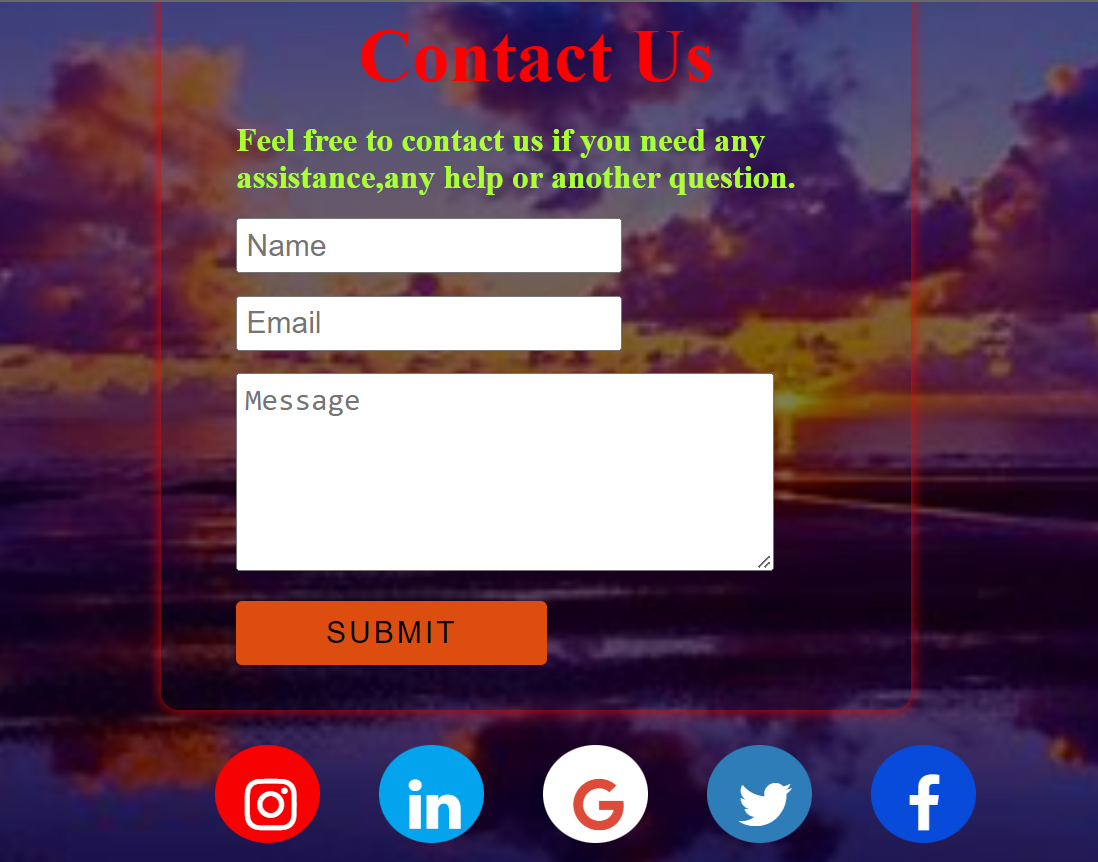 Contact Us
Feel free to contact us if you need any
assistance,any help or another question.
Name
Email
Message
SUBMIT